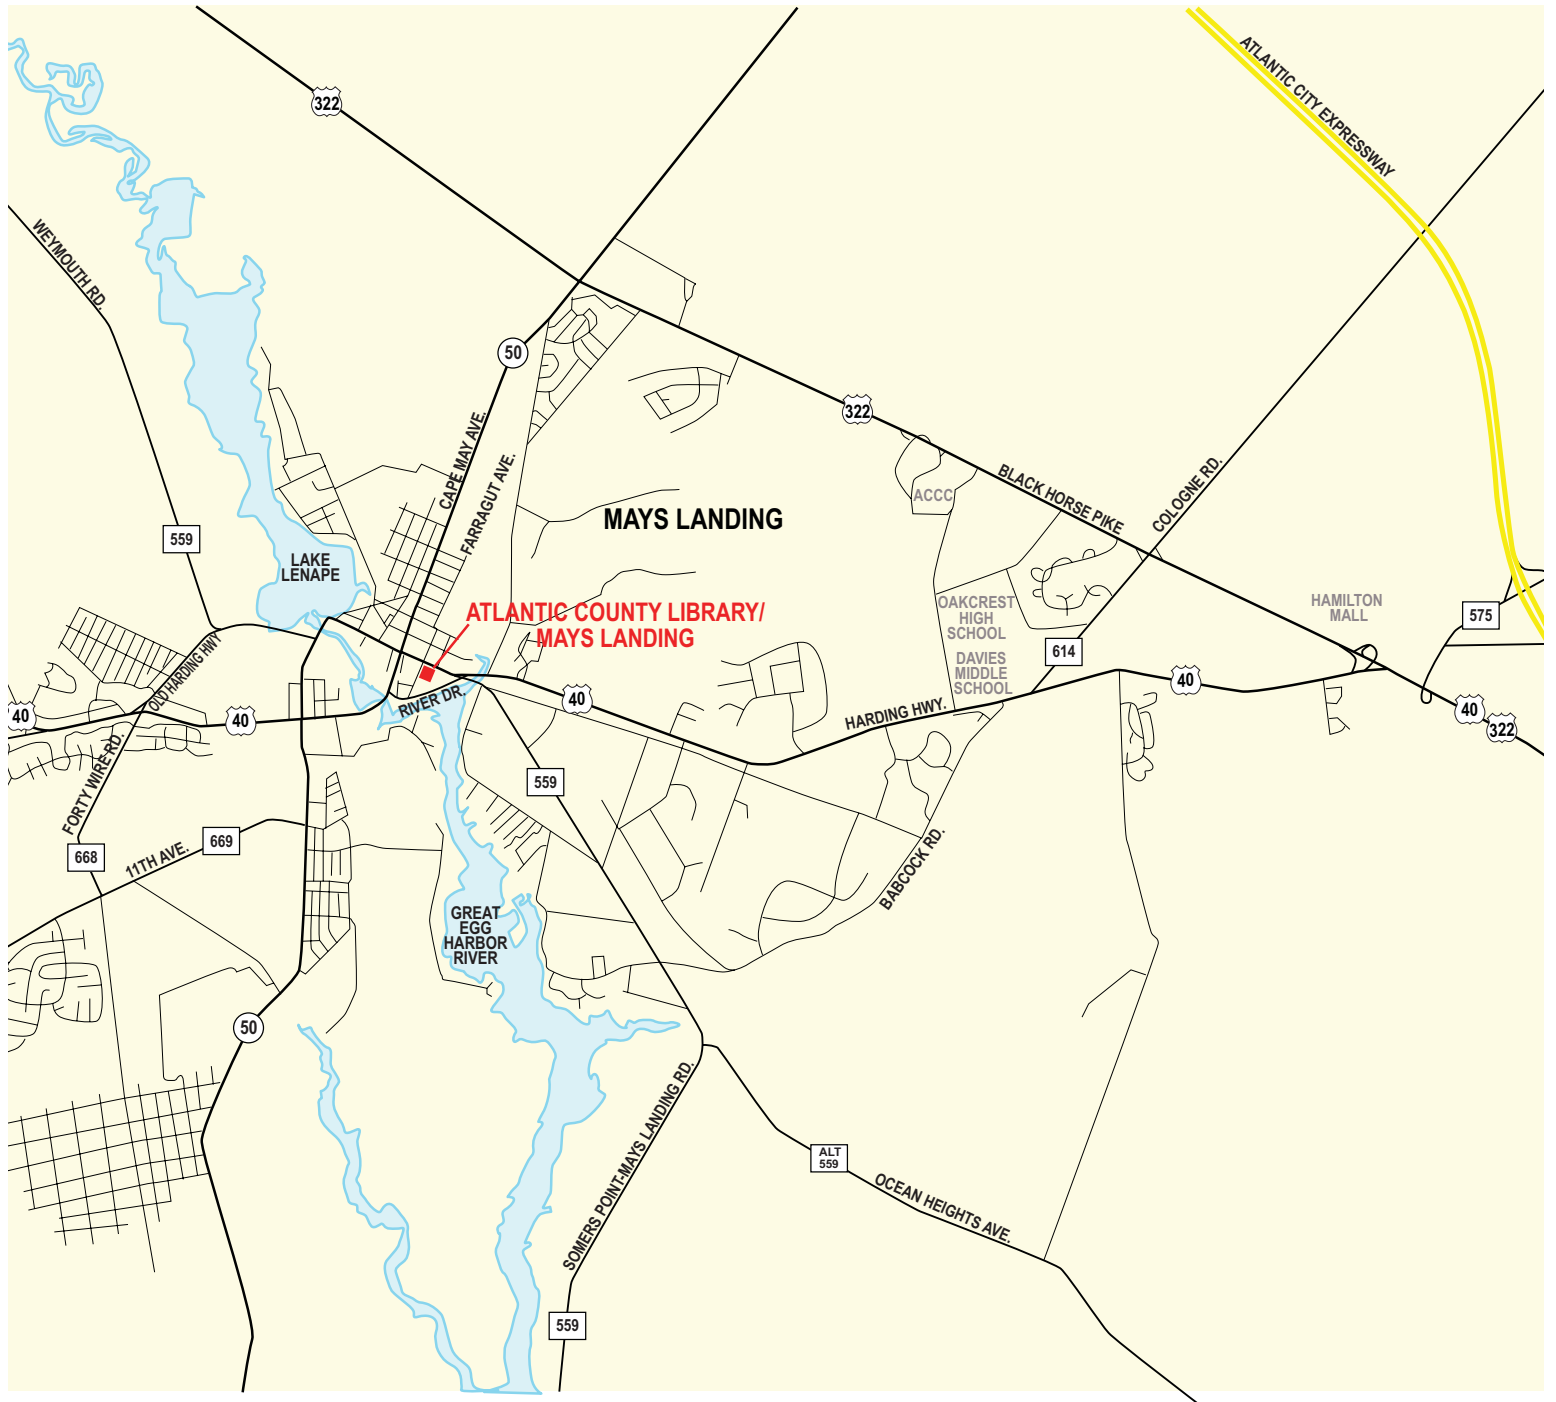 ATLANTIC CITY EXPRESSWAY
322
WEYMOUTH RD.
50
322
CAPE MAY AVE.
FARRAGUT AVE.
BLACK HORSE PIKE
COLOGNE RD.
ACCC
MAYS LANDING
559
LAKE
LENAPE
ATLANTIC COUNTY LIBRARY/
MAYS LANDING
OAKCREST
HIGH
SCHOOL
DAVIES
MIDDLE
SCHOOL
HAMILTON
MALL
575
614
OLD HARDING HWY
RIVER DR.
40
40
40
HARDING HWY.
40
40
322
FORTY WIRE RD.
559
668
11TH AVE.
669
BABCOCK RD.
GREAT
EGG
HARBOR
RIVER
50
SOMERS POINT-MAYS LANDING RD.
ALT
559
OCEAN HEIGHTS AVE.
559